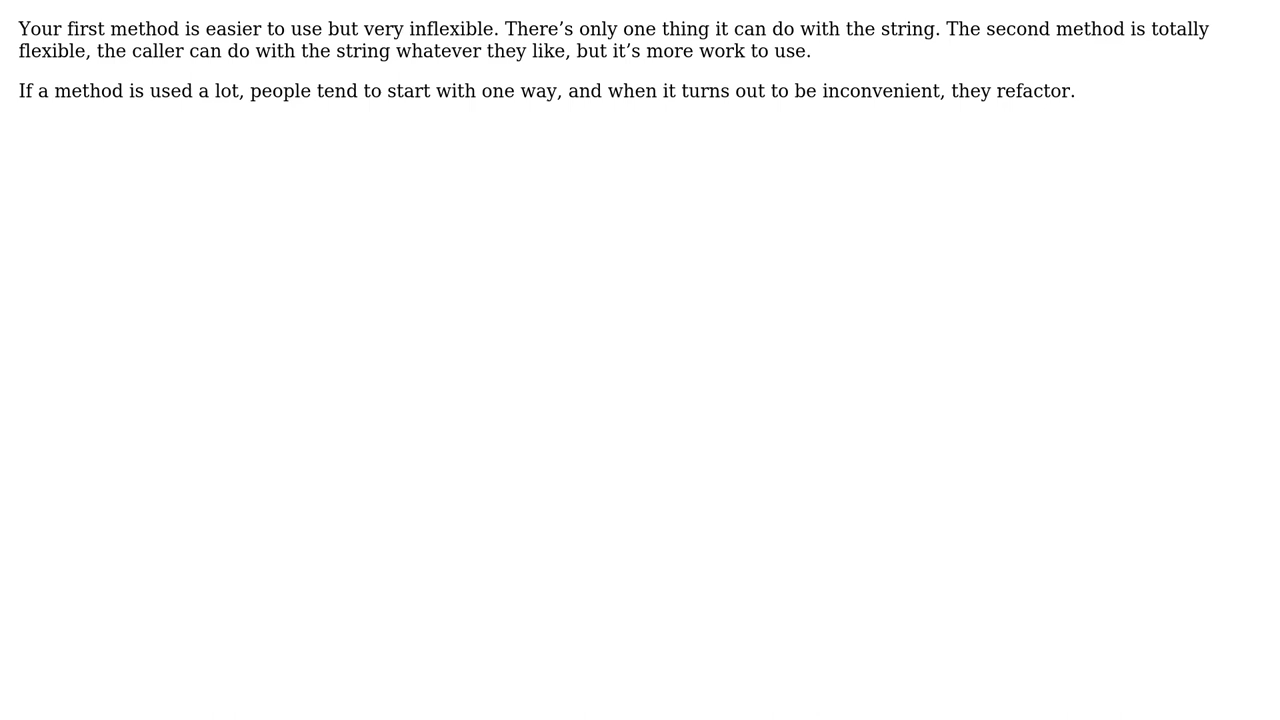 Your first method is easier to use but very inflexible. There’s only one thing it can do with the string. The second method is totally
flexible, the caller can do with the string whatever they like, but it’s more work to use.
If a method is used a lot, people tend to start with one way, and when it turns out to be inconvenient, they refactor.